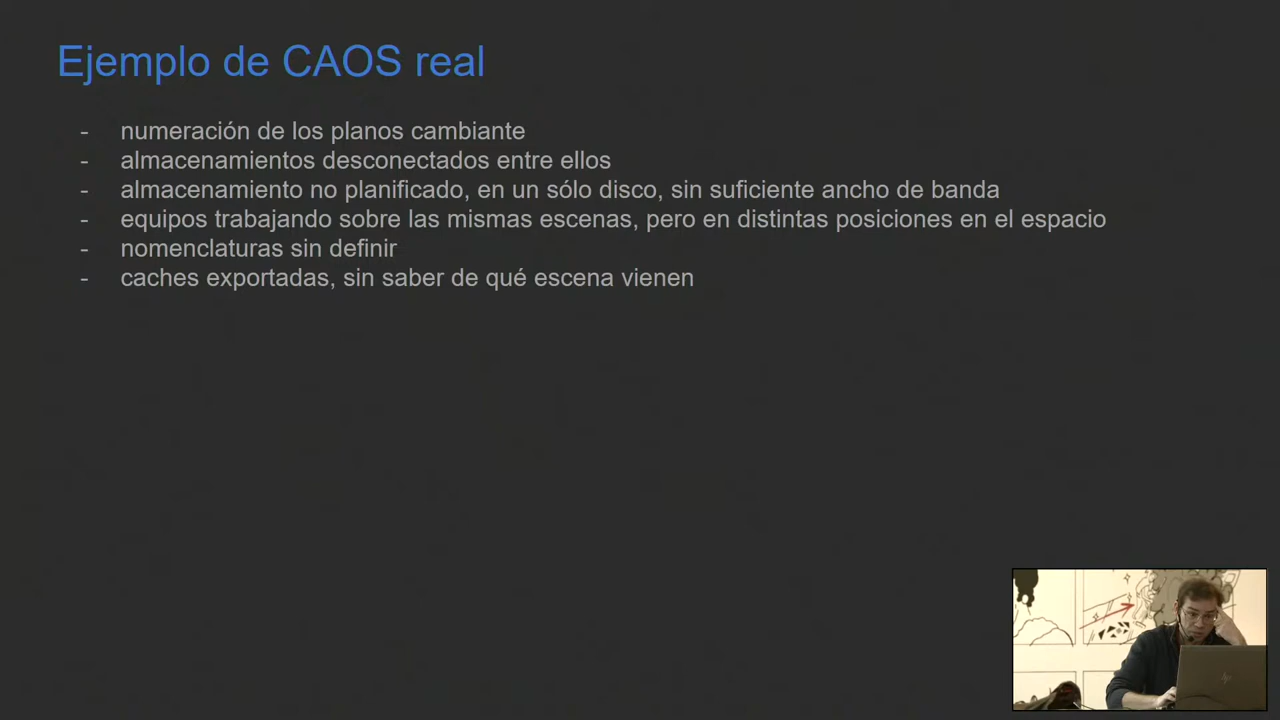 Ejemplo de CAOS real
- numeración de los planos cambiante
- almacenamientos desconectados entre ellos
- almacenamiento no planificado, en un sólo disco, sin suficiente ancho de banda
- equipos trabajando sobre las mismas escenas, pero en distintas posiciones en el espacio
- nomenclaturas sin definir
- caches exportadas, sin saber de qué escena vienen